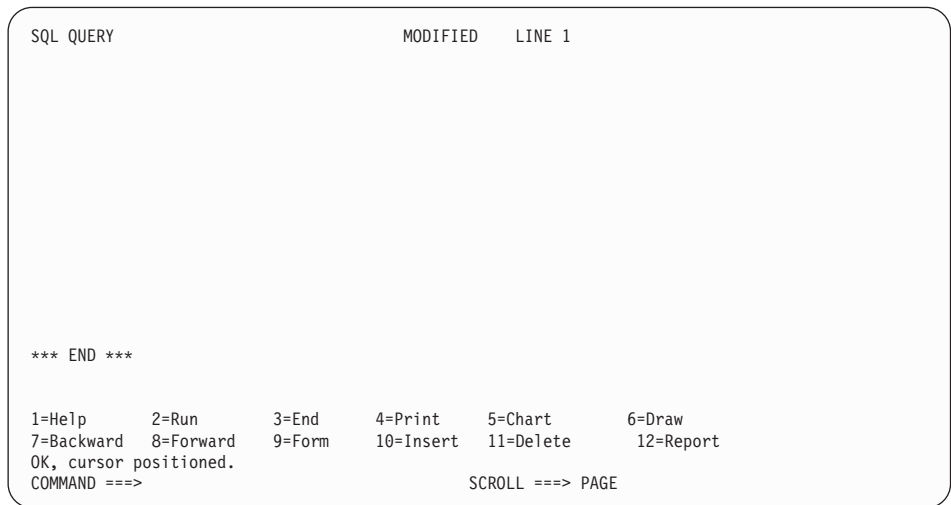 SQL QUERY MODIFIED LINE 1
*** END ***
1=Help 2=Run 3=End 4=Print 5=Chart 6=Draw
7=Backward 8=Forward 9=Form 10=Insert 11=Delete 12=Report
OK, cursor positioned.
COMMAND ===> SCROLL ===> PAGE